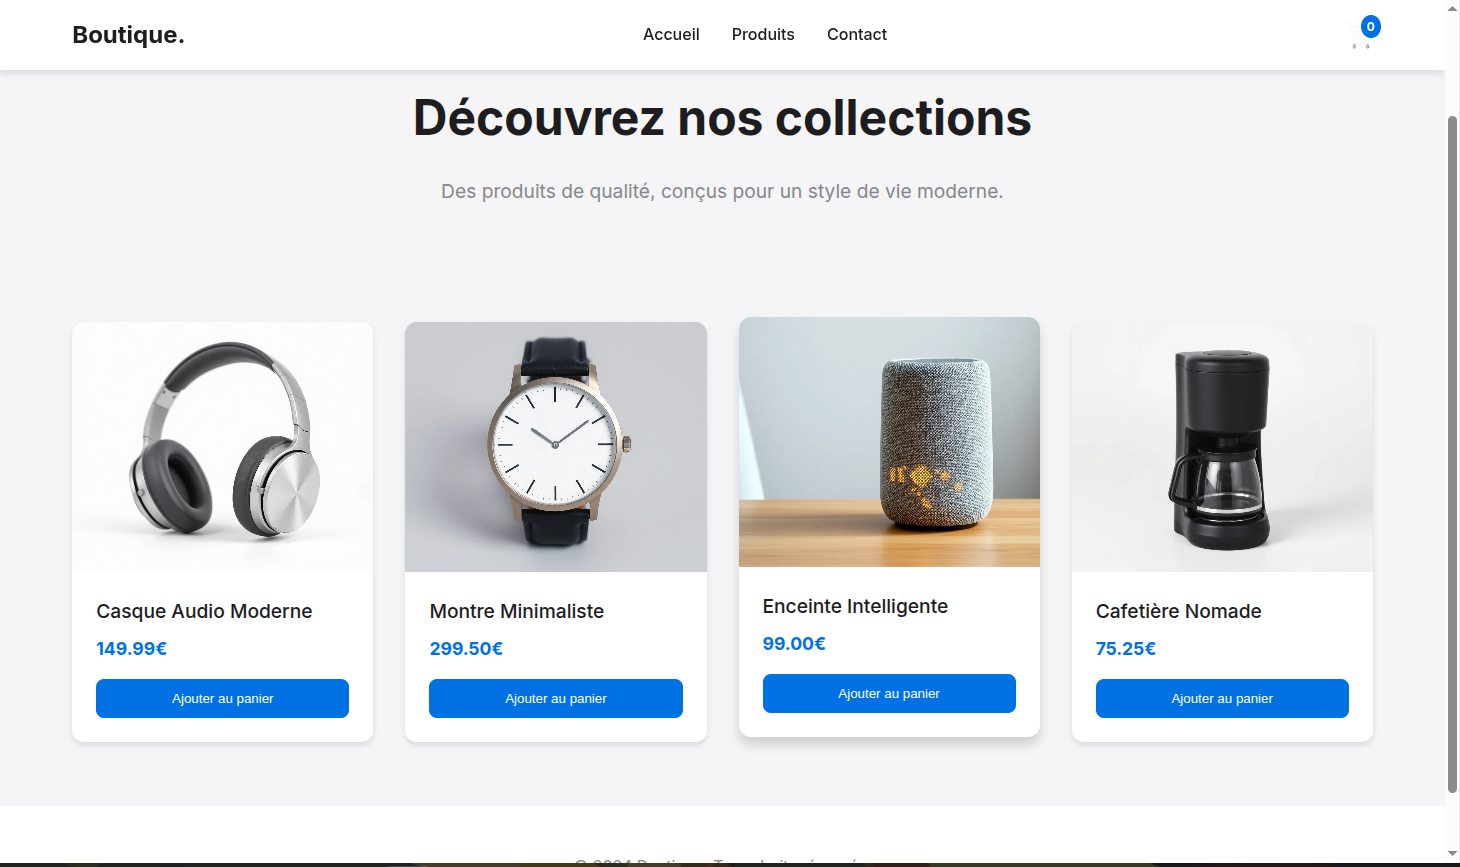 Boutique.
Accueil Produits Contact
0
Découvrez nos collections
Des produits de qualité, conçus pour un style de vie moderne.
Casque Audio Moderne
149.99€
Ajouter au panier
Montre Minimaliste
299.50€
Ajouter au panier
Enceinte Intelligente
99.00€
Ajouter au panier
Cafetière Nomade
75.25€
Ajouter au panier